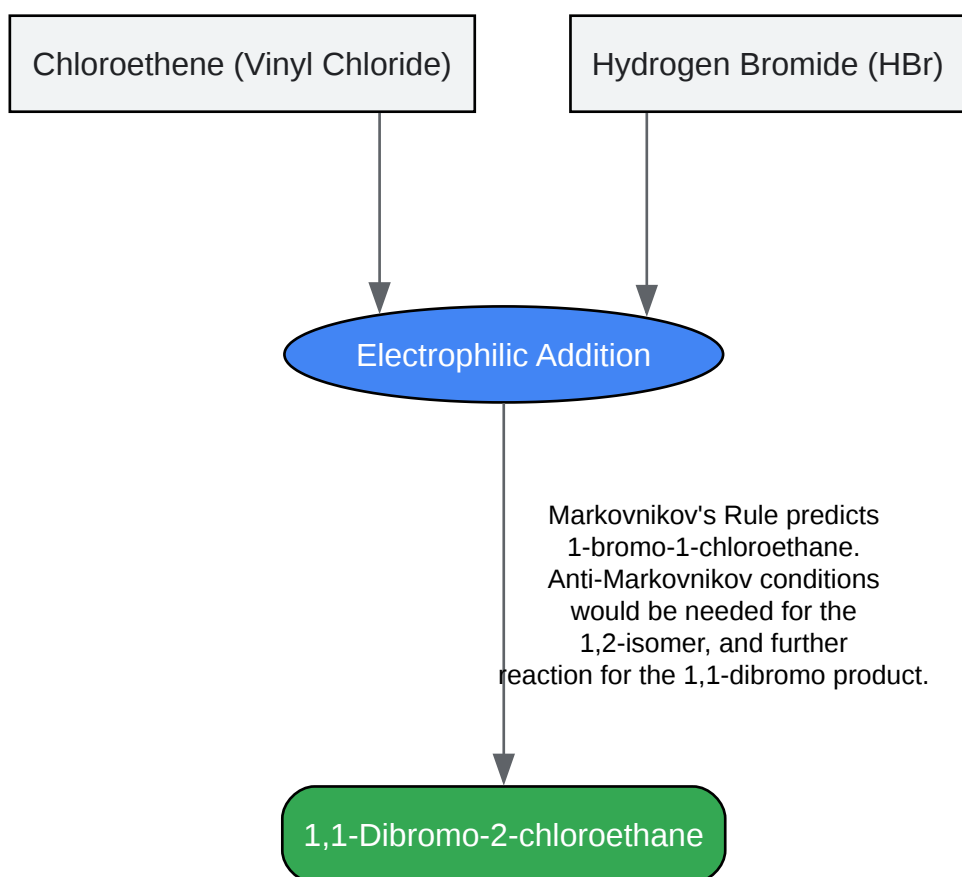 Chloroethene (Vinyl Chloride)
Hydrogen Bromide (HBr)
Electrophilic Addition
Markovnikov's Rule predicts
1-bromo-1-chloroethane.
Anti-Markovnikov conditions
would be needed for the
1,2-isomer, and further
reaction for the 1,1-dibromo product.
1,1-Dibromo-2-chloroethane